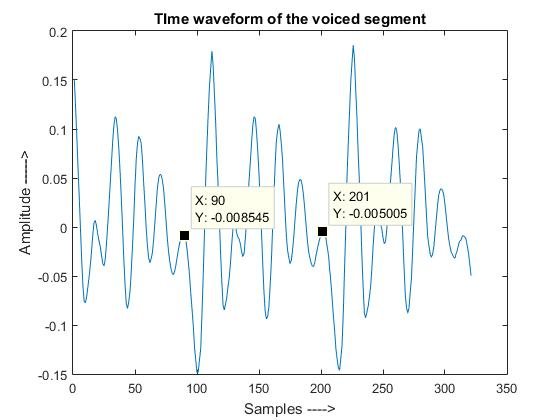 TIme waveform of the voiced segment
0.2
0.15
0.1
0.05
0
-0.05
-0.1
-0.15
Amplitude ----->
X: 90
Y: -0.008545
X: 201
Y: -0.005005
0
50
100
150
200
250
300
350
Samples ---->